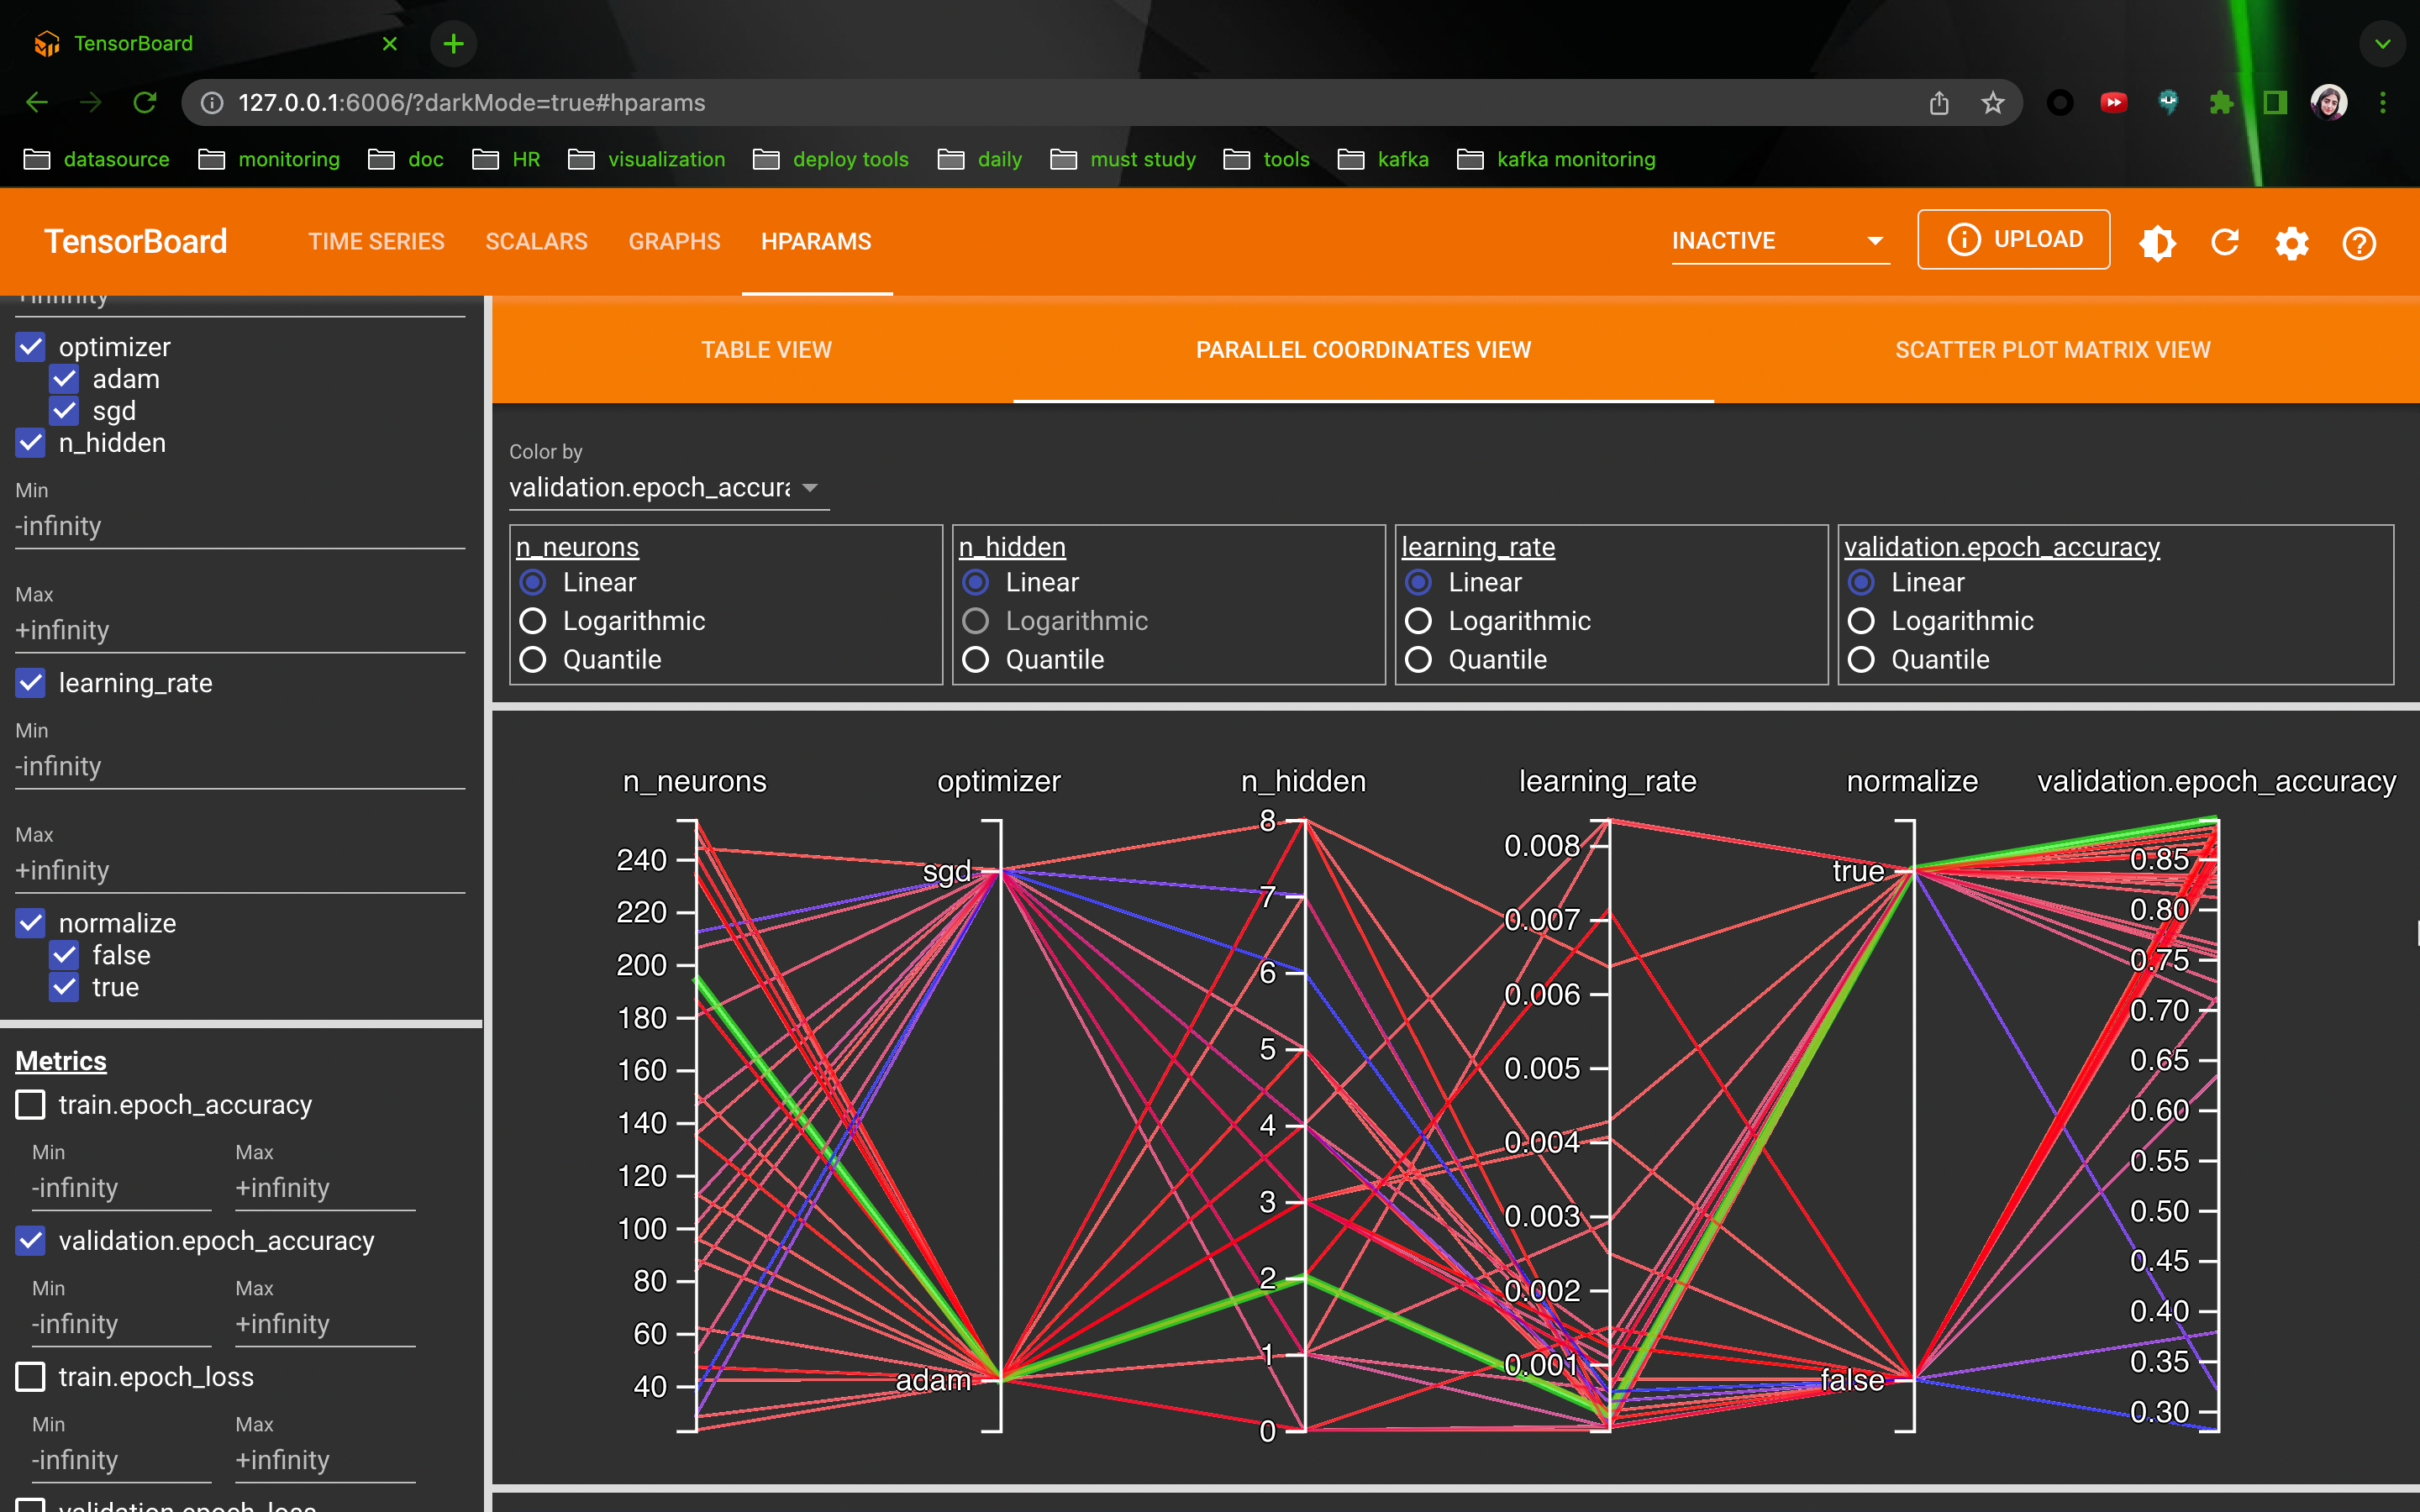 TensorBoard
127.0.0.1:6006/?darkMode=true#hparams
datasource monitoring doc HR visualization deploy tools daily must study tools kafka kafka monitoring
TensorBoard TIME SERIES SCALARS GRAPHS HPARAMS INACTIVE UPLOAD
+infinity
optimizer
adam
sgd
n_hidden
Min
-infinity
Max
+infinity
learning_rate
Min
-infinity
Max
+infinity
normalize
false
true
Metrics
train.epoch_accuracy
Min Max
-infinity +infinity
validation.epoch_accuracy
Min Max
-infinity +infinity
train.epoch_loss
Min Max
-infinity +infinity
validation.epoch_loss
TABLE VIEW PARALLEL COORDINATES VIEW SCATTER PLOT MATRIX VIEW
Color by
validation.epoch_accura
n_neurons
Linear
Logarithmic
Quantile
n_hidden
Linear
Logarithmic
Quantile
learning_rate
Linear
Logarithmic
Quantile
validation.epoch_accuracy
Linear
Logarithmic
Quantile
n_neurons optimizer n_hidden learning_rate normalize validation.epoch_accuracy
240
220
200
180
160
140
120
100
80
60
40
sgd
adam
8
7
6
5
4
3
2
1
0
0.008
0.007
0.006
0.005
0.004
0.003
0.002
0.001
true
false
0.85
0.80
0.75
0.70
0.65
0.60
0.55
0.50
0.45
0.40
0.35
0.30